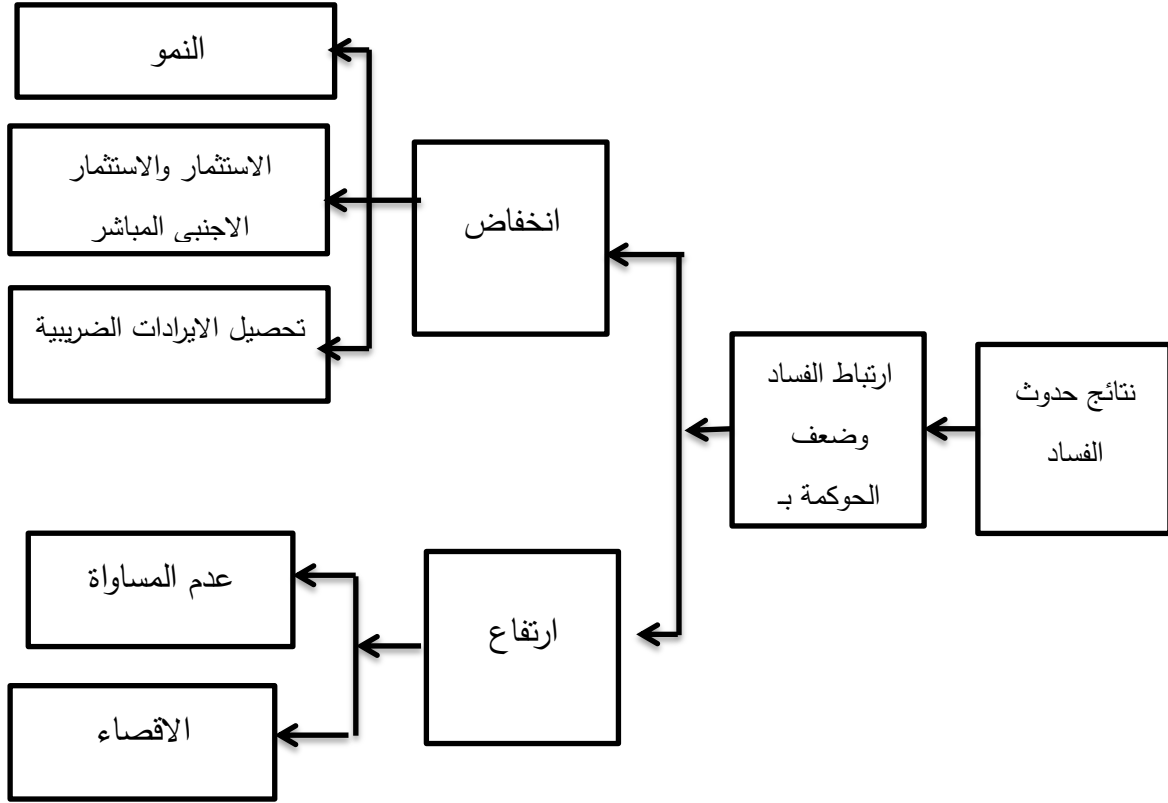 نتائج حدوث
الفساد
ارتباط الفساد
وضعف
الحوكمة بـ
انخفاض
النمو
الاستثمار والاستثمار
الاجنبي المباشر
تحصيل الايرادات الضريبية
ارتفاع
عدم المساواة
الاقصاء